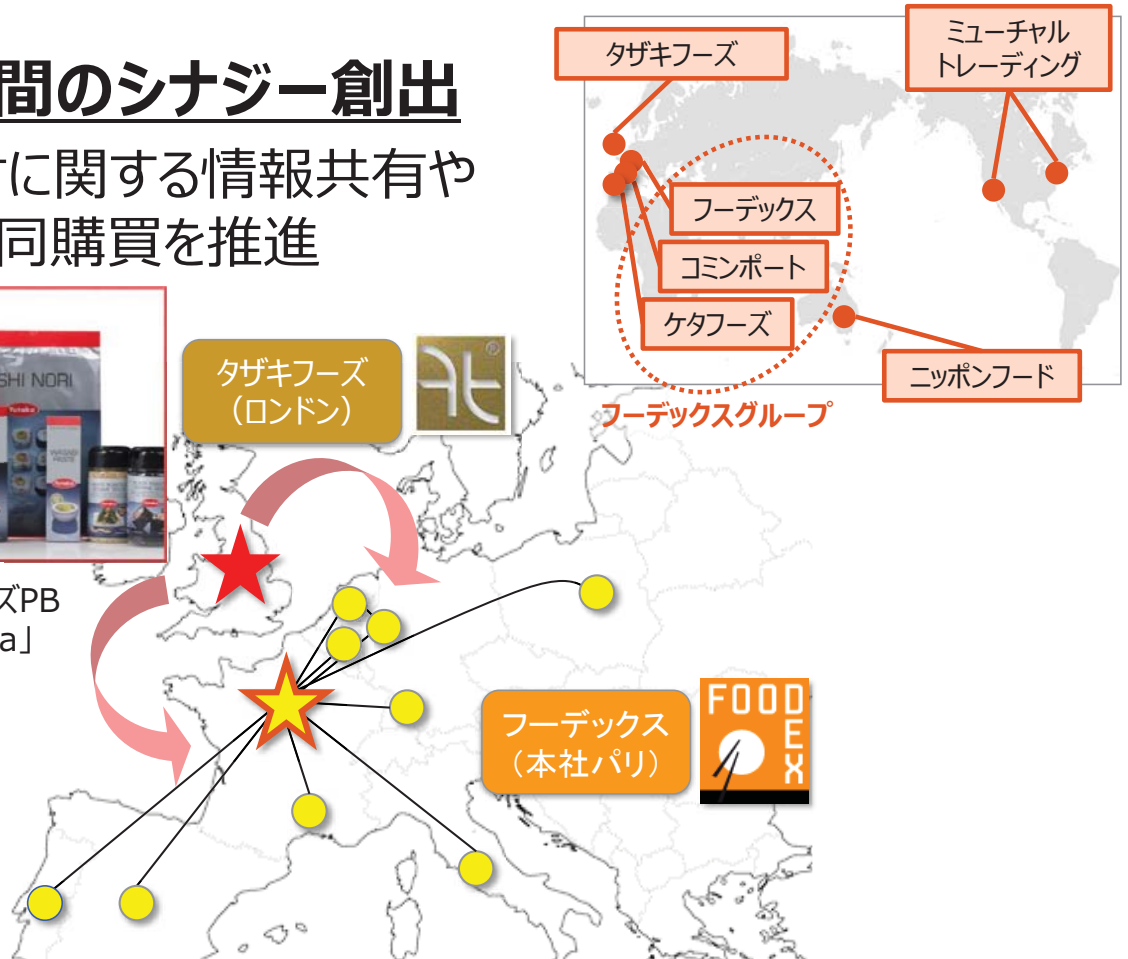 間のシナジー創出
に関する情報共有や
同購買を推進
タザキフーズ
ミューチャル
トレーディング
フーデックス
コミンポート
ケタフーズ
ニッポンフード
フーデックスグループ
SHI NORI
Yutaka
WASABI
PASTE
タザキフーズ
（ロンドン）
®
ズPB
a」
フーデックス
（本社パリ）
FOODEX